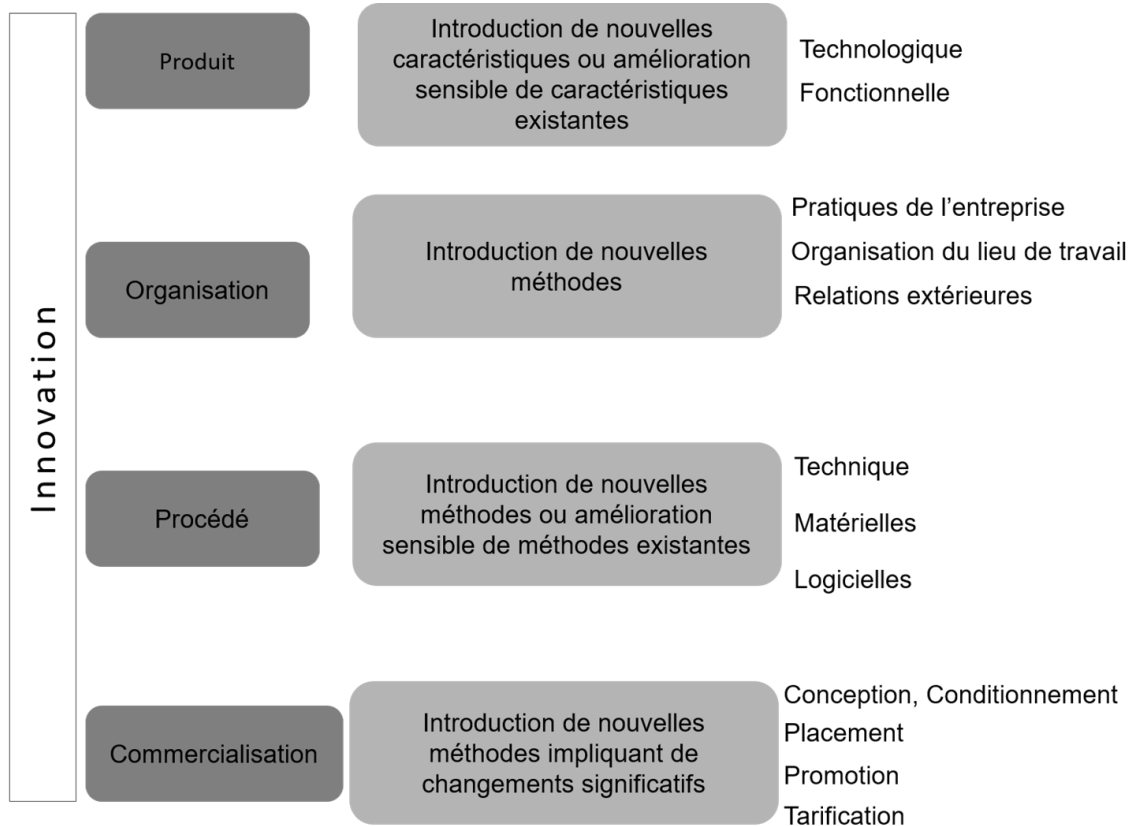 Innovation
Produit
Introduction de nouvelles
caractéristiques ou amélioration
sensible de caractéristiques
existantes
Technologique
Fonctionnelle
Organisation
Introduction de nouvelles
méthodes
Pratiques de l’entreprise
Organisation du lieu de travail
Relations extérieures
Procédé
Introduction de nouvelles
méthodes ou amélioration
sensible de méthodes existantes
Technique
Matérielles
Logicielles
Commercialisation
Introduction de nouvelles
méthodes impliquant de
changements significatifs
Conception, Conditionnement
Placement
Promotion
Tarification